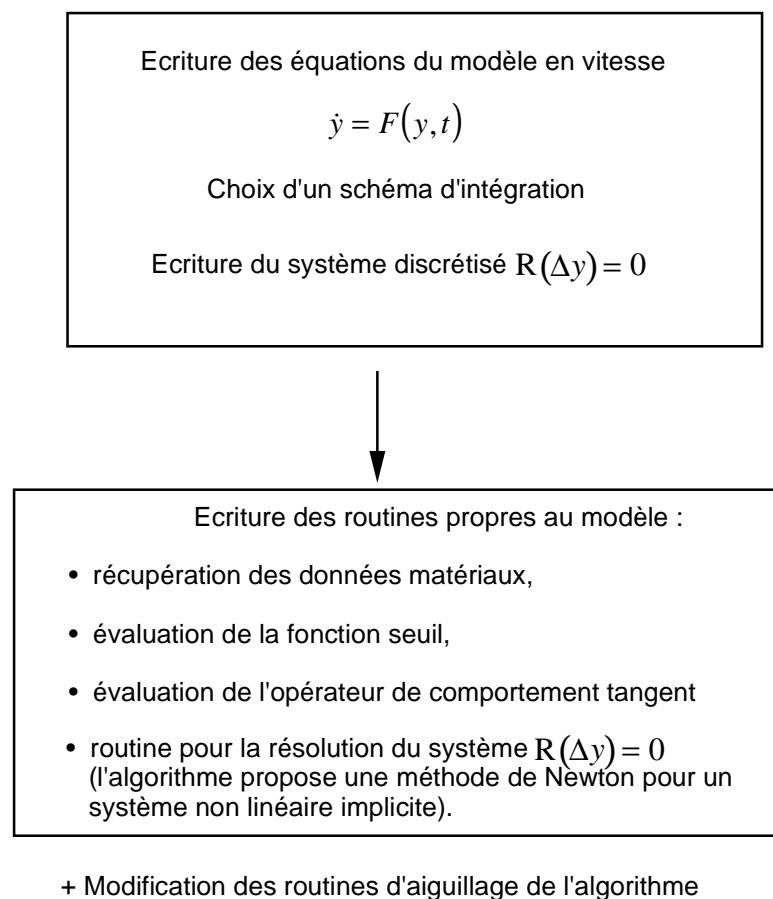 Ecriture des équations du modèle en vitesse
ẏ = F(y,t)
Choix d'un schéma d'intégration
Ecriture du système discrétisé R(Δy) = 0
Ecriture des routines propres au modèle :
• récupération des données matériaux,
• évaluation de la fonction seuil,
• évaluation de l'opérateur de comportement tangent
• routine pour la résolution du système R(Δy) = 0
(l'algorithme propose une méthode de Newton pour un
système non linéaire implicite).
+ Modification des routines d'aiguillage de l'algorithme